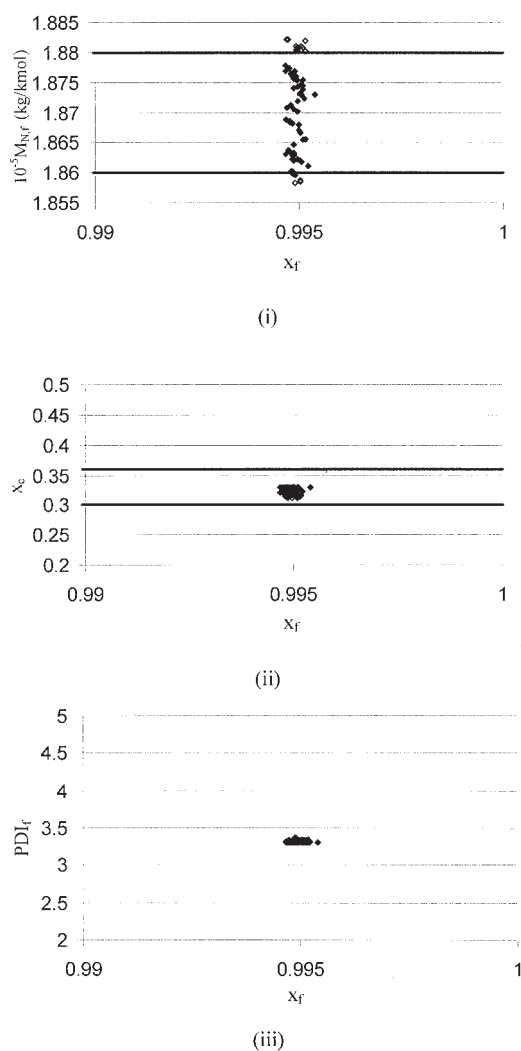 10⁻⁵M_N,f (kg/kmol)
1.885
1.88
1.875
1.87
1.865
1.86
1.855
0.99 0.995 1
x_f
(i)
x_c
0.5
0.45
0.4
0.35
0.3
0.25
0.2
0.99 0.995 1
x_f
(ii)
PDI_f
5
4.5
4
3.5
3
2.5
2
0.99 0.995 1
x_f
(iii)